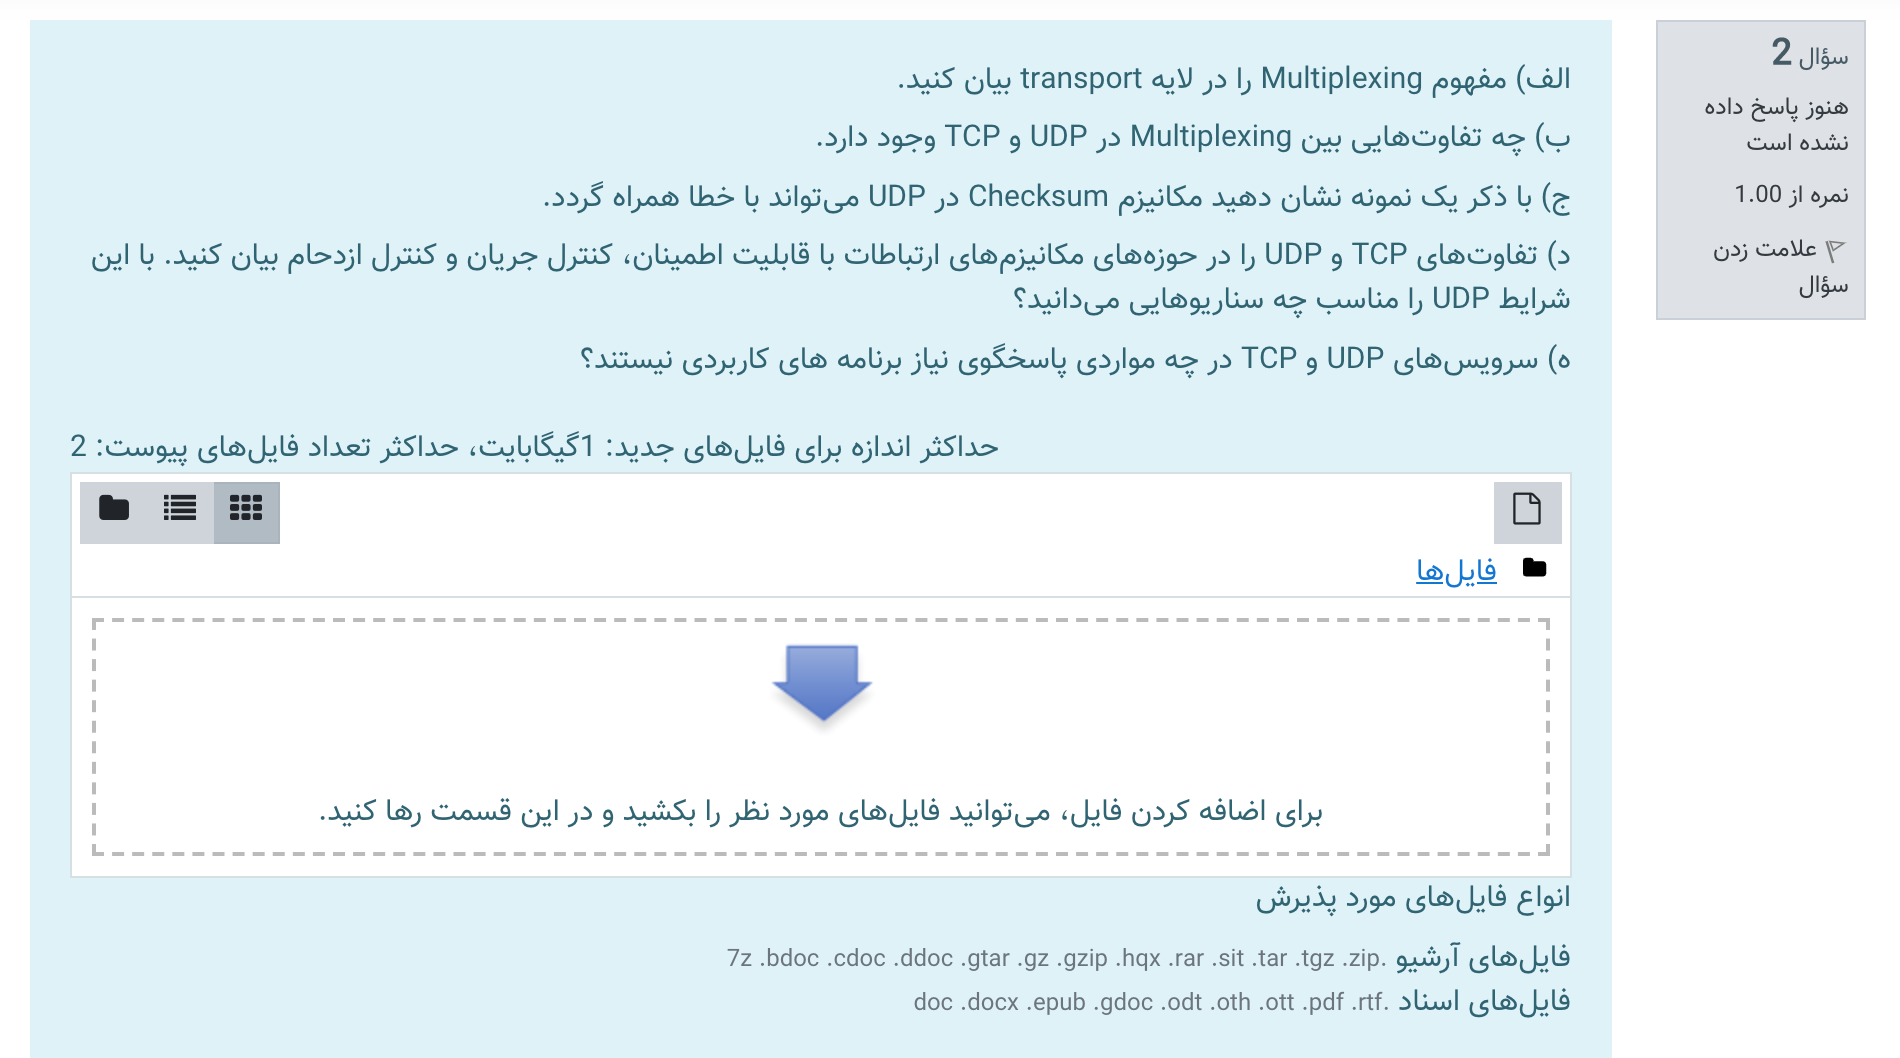 سؤال 2
هنوز پاسخ داده
نشده است
نمره از 1.00
علامت زدن
سؤال
الف) مفهوم Multiplexing را در لایه transport بیان کنید.
ب) چه تفاوت‌هایی بین Multiplexing در UDP و TCP وجود دارد.
ج) با ذکر یک نمونه نشان دهید مکانیزم Checksum در UDP می‌تواند با خطا همراه گردد.
د) تفاوت‌های TCP و UDP را در حوزه‌های مکانیزم‌های ارتباطات با قابلیت اطمینان، کنترل جریان و کنترل ازدحام بیان کنید. با این
شرایط UDP را مناسب چه سناریوهایی می‌دانید؟
ه) سرویس‌های UDP و TCP در چه مواردی پاسخگوی نیاز برنامه های کاربردی نیستند؟
حداکثر اندازه برای فایل‌های جدید: 1گیگابایت، حداکثر تعداد فایل‌های پیوست: 2
فایل‌ها
برای اضافه کردن فایل، می‌توانید فایل‌های مورد نظر را بکشید و در این قسمت رها کنید.
انواع فایل‌های مورد پذیرش
فایل‌های آرشیو .7z .bdoc .cdoc .ddoc .gtar .gz .gzip .hqx .rar .sit .tar .tgz .zip
فایل‌های اسناد .doc .docx .epub .gdoc .odt .oth .ott .pdf .rtf